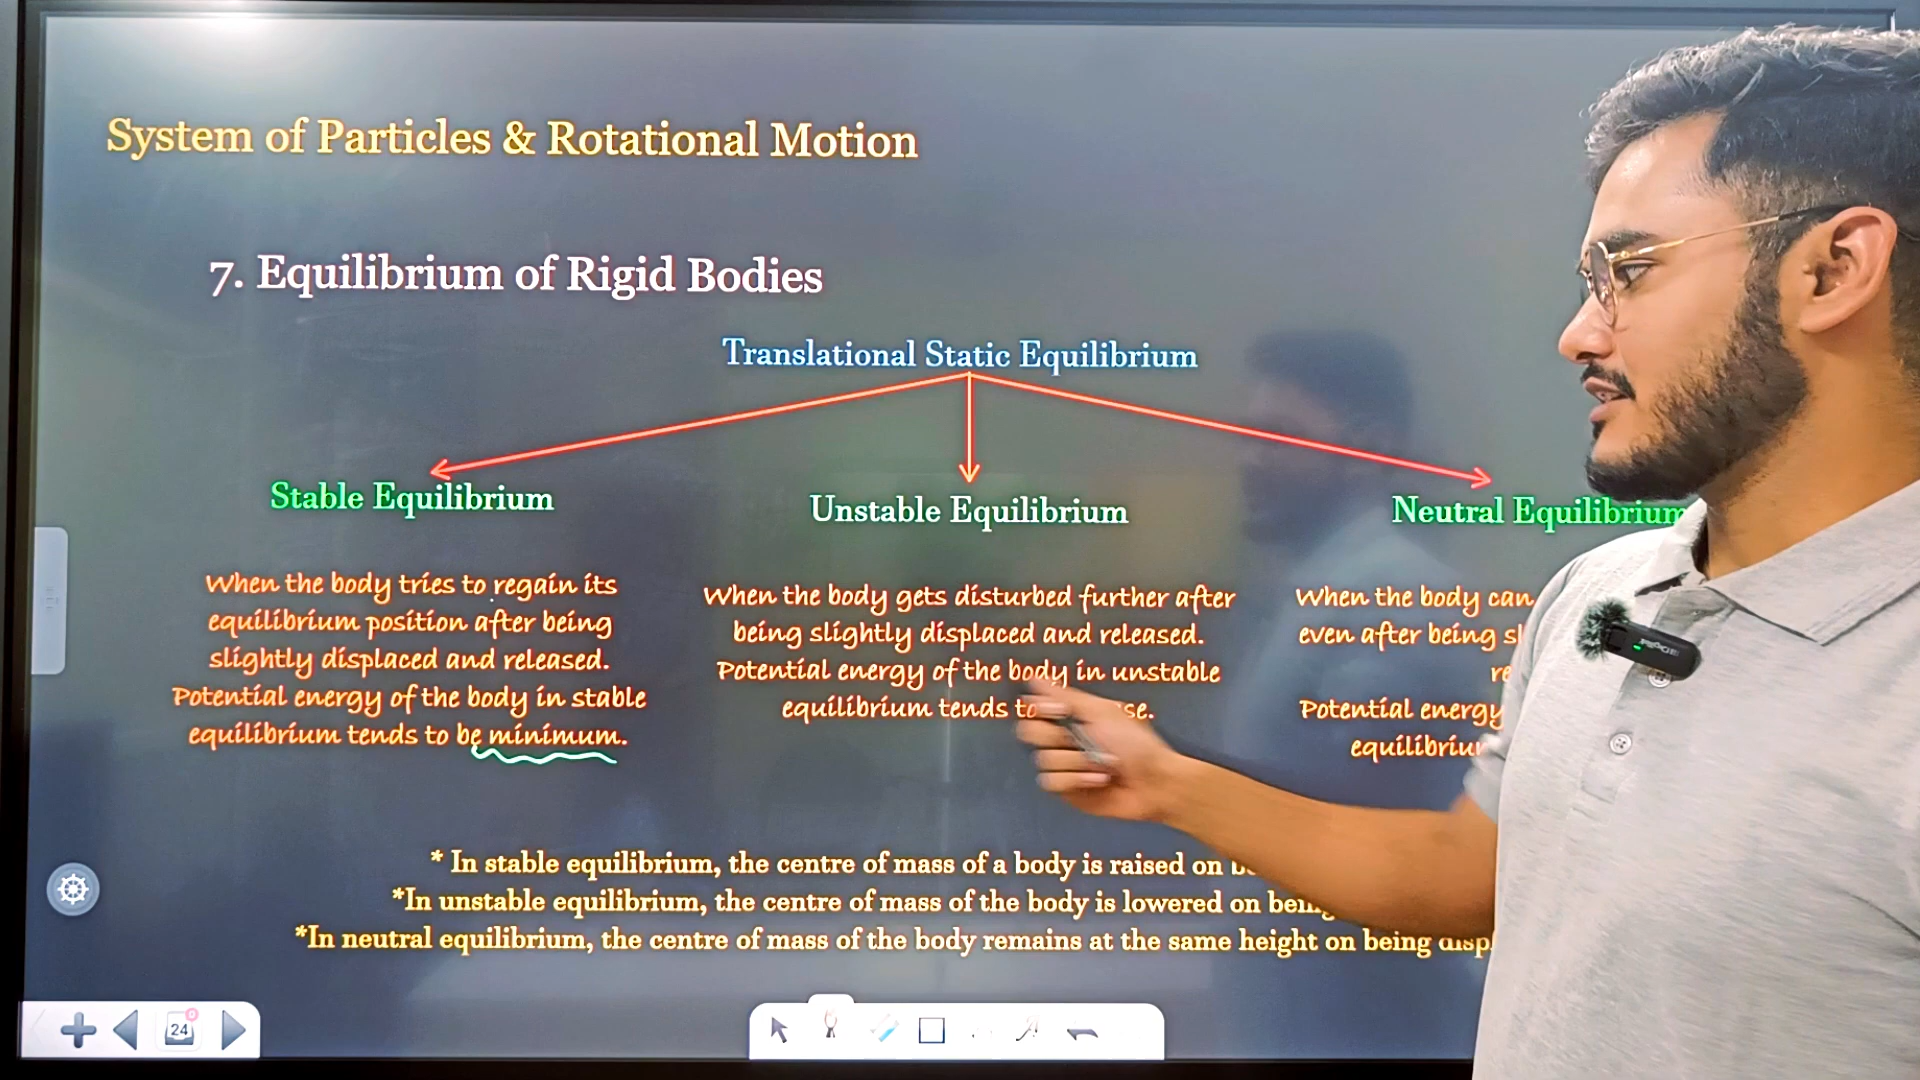 System of Particles & Rotational Motion
7. Equilibrium of Rigid Bodies
Translational Static Equilibrium
Stable Equilibrium
Unstable Equilibrium
Neutral Equilibrium
When the body tries to regain its
equilibrium position after being
slightly displaced and released.
Potential energy of the body in stable
equilibrium tends to be minimum.
When the body gets disturbed further after
being slightly displaced and released.
Potential energy of the body in unstable
equilibrium tends to
When the body can
even after being
Potential energy
* In stable equilibrium, the centre of mass of a body is raised on
*In unstable equilibrium, the centre of mass of the body is lowered on
*In neutral equilibrium, the centre of mass of the body remains at the same height on being
24